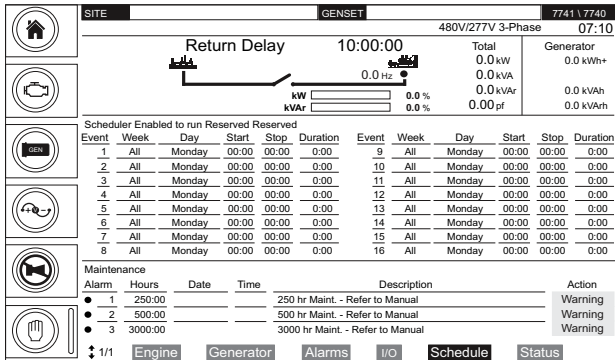 SITE GENSET 7741 \ 7740
480V/277V 3-Phase 07:10
Return Delay 10:00:00 Total Generator
0.0 kW 0.0 kWh+
0.0 Hz 0.0 kVA
kW 0.0 % 0.0 kVAr 0.0 kVAh
kVAr 0.0 % 0.00 pf 0.0 kVArh
Scheduler Enabled to run Reserved Reserved
Event Week Day Start Stop Duration Event Week Day Start Stop Duration
1 All Monday 00:00 00:00 0:00 9 All Monday 00:00 00:00 0:00
2 All Monday 00:00 00:00 0:00 10 All Monday 00:00 00:00 0:00
GEN
3 All Monday 00:00 00:00 0:00 11 All Monday 00:00 00:00 0:00
4 All Monday 00:00 00:00 0:00 12 All Monday 00:00 00:00 0:00
5 All Monday 00:00 00:00 0:00 13 All Monday 00:00 00:00 0:00
6 All Monday 00:00 00:00 0:00 14 All Monday 00:00 00:00 0:00
7 All Monday 00:00 00:00 0:00 15 All Monday 00:00 00:00 0:00
8 All Monday 00:00 00:00 0:00 16 All Monday 00:00 00:00 0:00
Maintenance
Alarm Hours Date Time Description Action
1 250:00 250 hr Maint. - Refer to Manual Warning
2 500:00 500 hr Maint. - Refer to Manual Warning
3 3000:00 3000 hr Maint. - Refer to Manual Warning
1/1 Engine Generator Alarms I/O Schedule Status